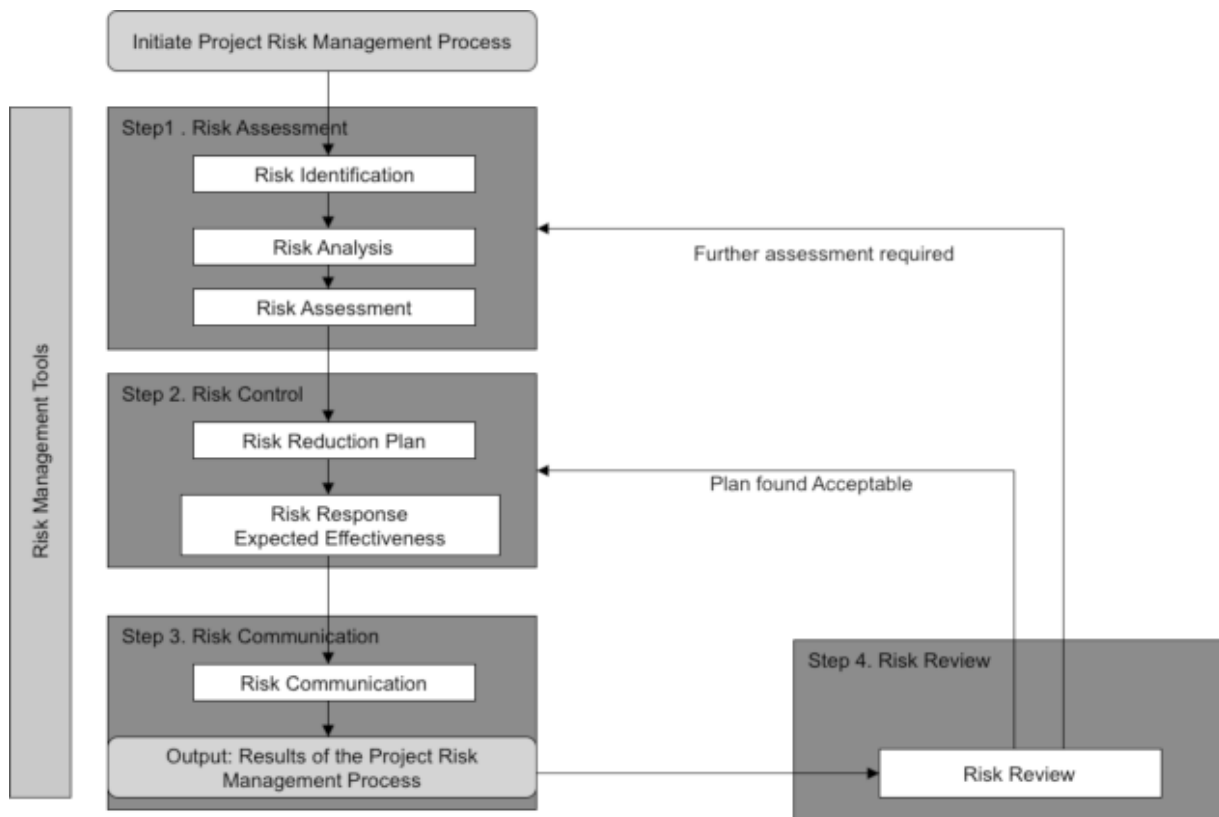 Initiate Project Risk Management Process
Step1 . Risk Assessment
Risk Identification
Risk Analysis
Further assessment required
Risk Assessment
Risk Management Tools
Step 2. Risk Control
Risk Reduction Plan
Plan found Acceptable
Risk Response
Expected Effectiveness
Step 3. Risk Communication
Risk Communication
Step 4. Risk Review
Output: Results of the Project Risk
Management Process
Risk Review